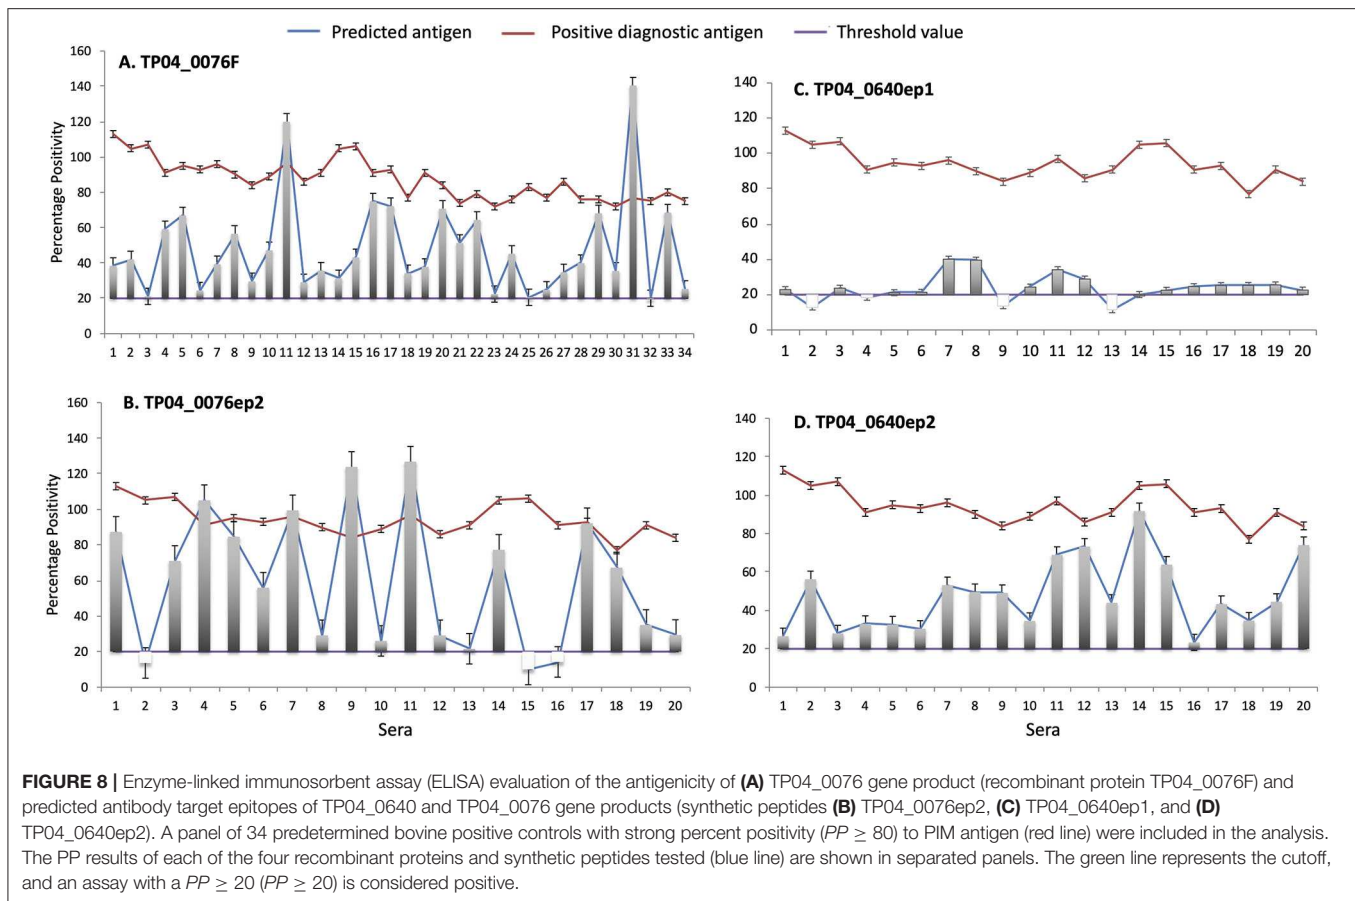 Predicted antigen Positive diagnostic antigen Threshold value
A. TP04_0076F
Percentage Positivity
160
140
120
100
80
60
40
20
0
1 2 3 4 5 6 7 8 9 10 11 12 13 14 15 16 17 18 19 20 21 22 23 24 25 26 27 28 29 30 31 32 33 34
C. TP04_0640ep1
140
120
100
80
60
40
20
0
1 2 3 4 5 6 7 8 9 10 11 12 13 14 15 16 17 18 19 20
B. TP04_0076ep2
Percentage Positivity
160
140
120
100
80
60
40
20
0
1 2 3 4 5 6 7 8 9 10 11 12 13 14 15 16 17 18 19 20
Sera
D. TP04_0640ep2
140
120
100
80
60
40
20
0
1 2 3 4 5 6 7 8 9 10 11 12 13 14 15 16 17 18 19 20
Sera
FIGURE 8 | Enzyme-linked immunosorbent assay (ELISA) evaluation of the antigenicity of (A) TP04_0076 gene product (recombinant protein TP04_0076F) and
predicted antibody target epitopes of TP04_0640 and TP04_0076 gene products (synthetic peptides (B) TP04_0076ep2, (C) TP04_0640ep1, and (D)
TP04_0640ep2). A panel of 34 predetermined bovine positive controls with strong percent positivity (PP ≥ 80) to PIM antigen (red line) were included in the analysis.
The PP results of each of the four recombinant proteins and synthetic peptides tested (blue line) are shown in separated panels. The green line represents the cutoff,
and an assay with a PP ≥ 20 (PP ≥ 20) is considered positive.